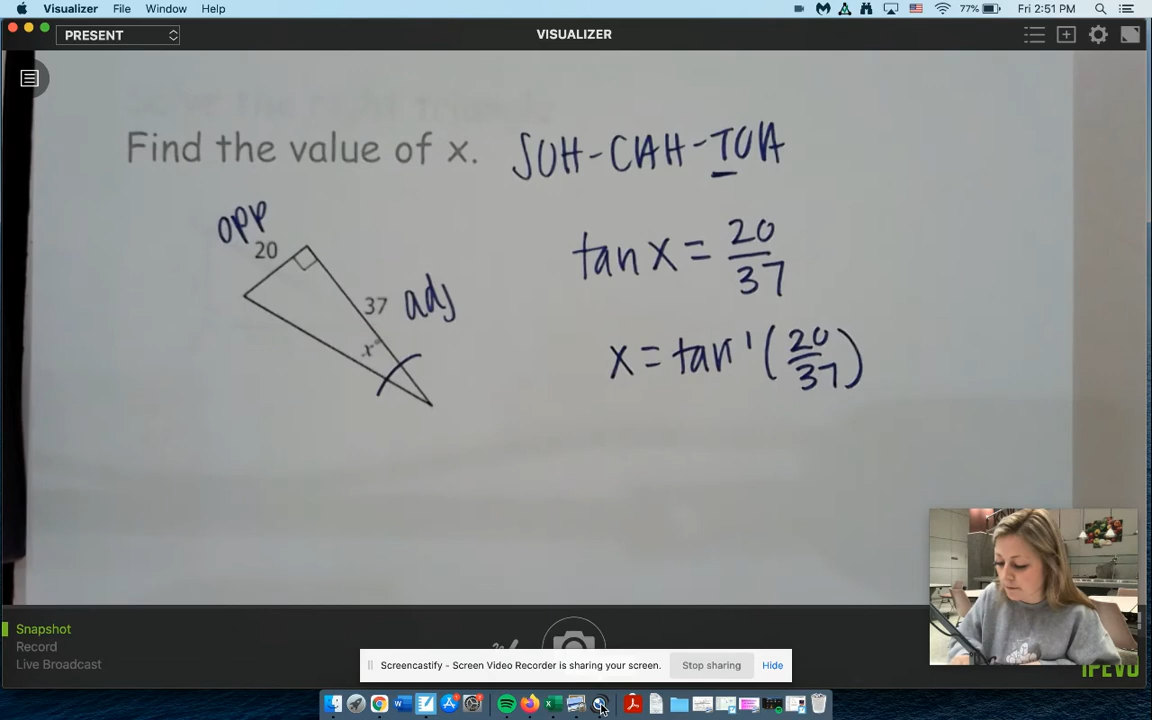 Visualizer File Window Help 77% Fri 2:51 PM
PRESENT
VISUALIZER
Find the value of x. SOH-CAH-TOA
opp
20
37 adj
x°
tan x = 20/37
x = tan⁻¹(20/37)
Snapshot
Record
Live Broadcast
Screencastify - Screen Video Recorder is sharing your screen. Stop sharing Hide
IPEVO